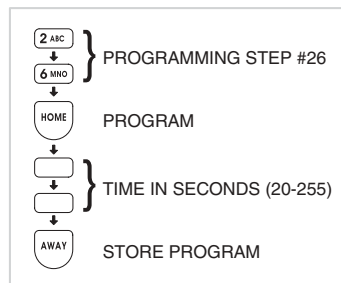 2 ABC
6 MNO
PROGRAMMING STEP #26
HOME
PROGRAM
TIME IN SECONDS (20-255)
AWAY
STORE PROGRAM